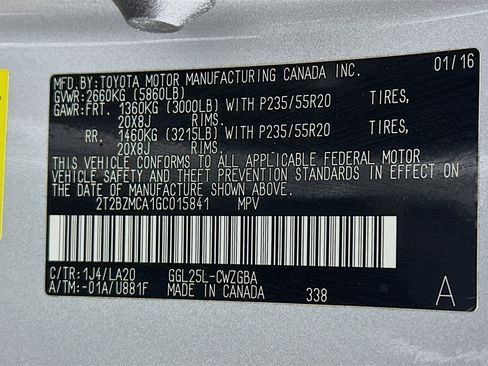 MFD.BY:TOYOTA MOTOR MANUFACTURING CANADA INC. 01/16
GVWR:2660KG (5860LB)
GAWR:FRT. 1360KG (3000LB) WITH P235/55R20 TIRES,
20X8J RIMS.
RR. 1460KG (3215LB) WITH P235/55R20 TIRES,
20X8J RIMS.
THIS VEHICLE CONFORMS TO ALL APPLICABLE FEDERAL MOTOR
VEHICLE SAFETY AND THEFT PREVENTION STANDARDS IN EFFECT ON
THE DATE OF MANUFACTURE SHOWN ABOVE.
2T2BZMCA1GC015841 MPV
C/TR:1J4/LA20 GGL25L-CWZGBA
A/TM:-01A/U881F MADE IN CANADA 338 A